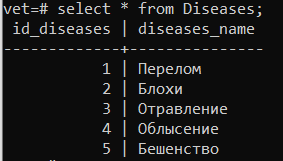 vet=# select * from Diseases;
id_diseases | diseases_name
-------------+---------------
1 | Перелом
2 | Блохи
3 | Отравление
4 | Облысение
5 | Бешенство